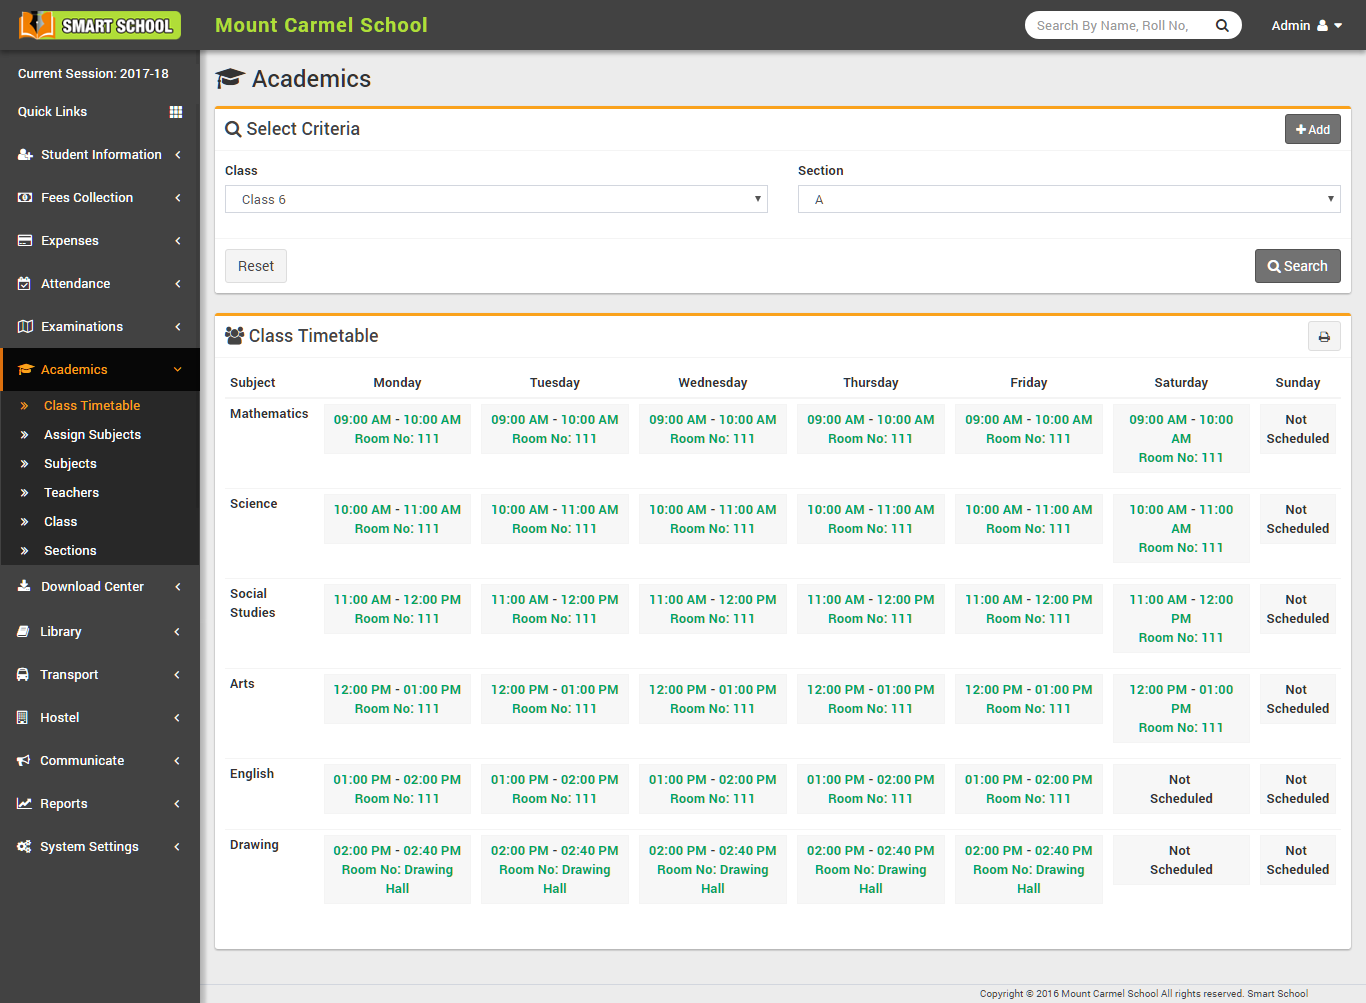 SMART SCHOOL
Mount Carmel School
Search By Name, Roll No,
Admin
Current Session: 2017-18
Quick Links
Student Information
Fees Collection
Expenses
Attendance
Examinations
Academics
Class Timetable
Assign Subjects
Subjects
Teachers
Class
Sections
Download Center
Library
Transport
Hostel
Communicate
Reports
System Settings
Academics
Select Criteria
Add
Class
Section
Class 6
A
Reset
Search
Class Timetable
Subject Monday Tuesday Wednesday Thursday Friday Saturday Sunday
Mathematics
09:00 AM - 10:00 AM
Room No: 111
09:00 AM - 10:00 AM
Room No: 111
09:00 AM - 10:00 AM
Room No: 111
09:00 AM - 10:00 AM
Room No: 111
09:00 AM - 10:00 AM
Room No: 111
09:00 AM - 10:00
AM
Room No: 111
Not
Scheduled
Science
10:00 AM - 11:00 AM
Room No: 111
10:00 AM - 11:00 AM
Room No: 111
10:00 AM - 11:00 AM
Room No: 111
10:00 AM - 11:00 AM
Room No: 111
10:00 AM - 11:00 AM
Room No: 111
10:00 AM - 11:00
AM
Room No: 111
Not
Scheduled
Social
Studies
11:00 AM - 12:00 PM
Room No: 111
11:00 AM - 12:00 PM
Room No: 111
11:00 AM - 12:00 PM
Room No: 111
11:00 AM - 12:00 PM
Room No: 111
11:00 AM - 12:00 PM
Room No: 111
11:00 AM - 12:00
PM
Room No: 111
Not
Scheduled
Arts
12:00 PM - 01:00 PM
Room No: 111
12:00 PM - 01:00 PM
Room No: 111
12:00 PM - 01:00 PM
Room No: 111
12:00 PM - 01:00 PM
Room No: 111
12:00 PM - 01:00 PM
Room No: 111
12:00 PM - 01:00
PM
Room No: 111
Not
Scheduled
English
01:00 PM - 02:00 PM
Room No: 111
01:00 PM - 02:00 PM
Room No: 111
01:00 PM - 02:00 PM
Room No: 111
01:00 PM - 02:00 PM
Room No: 111
01:00 PM - 02:00 PM
Room No: 111
Not
Scheduled
Not
Scheduled
Drawing
02:00 PM - 02:40 PM
Room No: Drawing
Hall
02:00 PM - 02:40 PM
Room No: Drawing
Hall
02:00 PM - 02:40 PM
Room No: Drawing
Hall
02:00 PM - 02:40 PM
Room No: Drawing
Hall
02:00 PM - 02:40 PM
Room No: Drawing
Hall
Not
Scheduled
Not
Scheduled
Copyright © 2016 Mount Carmel School All rights reserved. Smart School